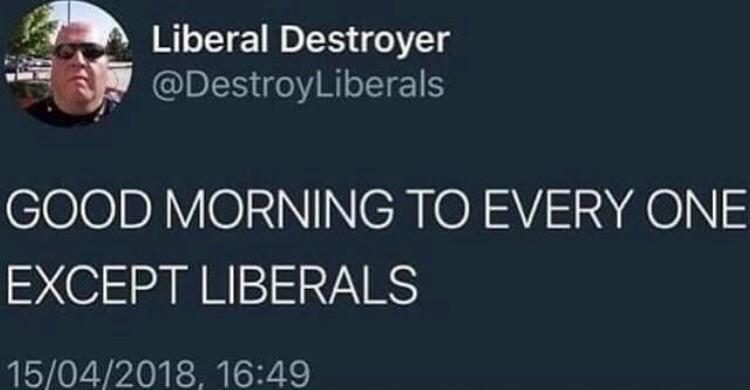 Liberal Destroyer
@DestroyLiberals
GOOD MORNING TO EVERY ONE
EXCEPT LIBERALS
15/04/2018, 16:49